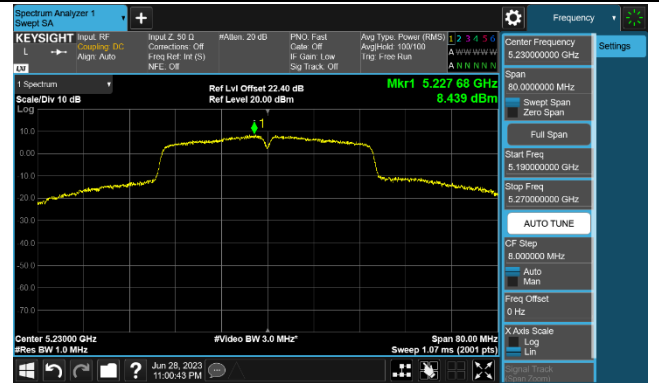 Spectrum Analyzer 1
Swept SA
Frequency
KEYSIGHT
Input: RF
Input Z: 50 Ω
#Atten: 20 dB
PNO: Fast
Avg Type: Power (RMS)
1 2 3 4 5 6
L
Coupling: DC
Corrections: Off
Gate: Off
Avg|Hold: 100/100
A W W W W W
Align: Auto
Freq Ref: Int (S)
IF Gain: Low
Trig: Free Run
NFE: Off
Sig Track: Off
A N N N N N
LXI
1 Spectrum
Ref Lvl Offset 22.40 dB
Mkr1 5.227 68 GHz
Scale/Div 10 dB
Ref Level 20.00 dBm
8.439 dBm
Log
1
10.0
0.00
-10.0
-20.0
-30.0
-40.0
-50.0
-60.0
-70.0
Center 5.23000 GHz
#Video BW 3.0 MHz*
Span 80.00 MHz
#Res BW 1.0 MHz
Sweep 1.07 ms (2001 pts)
Jun 28, 2023
11:00:43 PM
Center Frequency
5.230000000 GHz
Settings
Span
80.0000000 MHz
Swept Span
Zero Span
Full Span
Start Freq
5.190000000 GHz
Stop Freq
5.270000000 GHz
AUTO TUNE
CF Step
8.000000 MHz
Auto
Man
Freq Offset
0 Hz
X Axis Scale
Log
Lin
Signal Track
(Span Zoom)